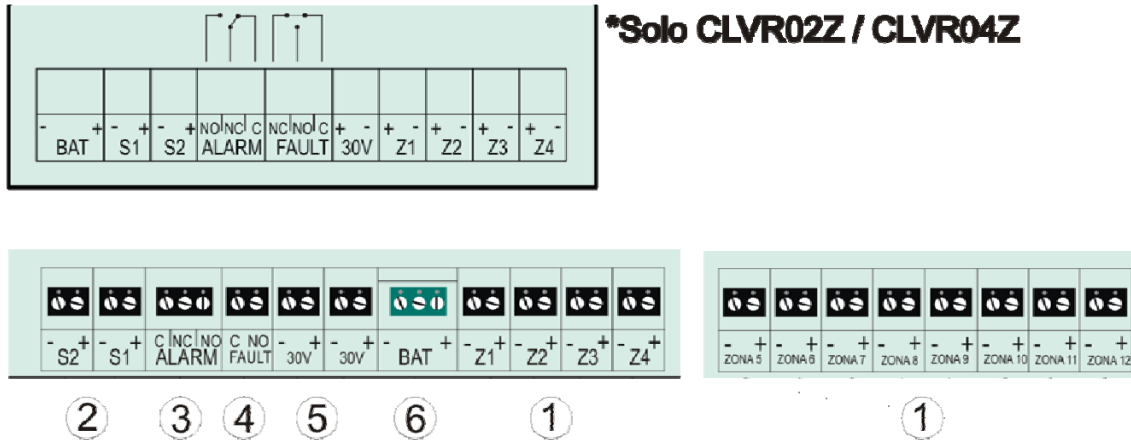 *Solo CLVR02Z / CLVR04Z
NO NC C NC NO C
- + - + - + + - + - + - + - + -
BAT S1 S2 ALARM FAULT 30V Z1 Z2 Z3 Z4
C NC NO C NO
- S2 + - S1 + ALARM FAULT - 30V + - 30V + - BAT + - Z1 + - Z2 + - Z3 + - Z4 +
- + - + - + - + - + - + - + - +
ZONA 5 ZONA 6 ZONA 7 ZONA 8 ZONA 9 ZONA 10 ZONA 11 ZONA 12
2 3 4 5 6 1 1